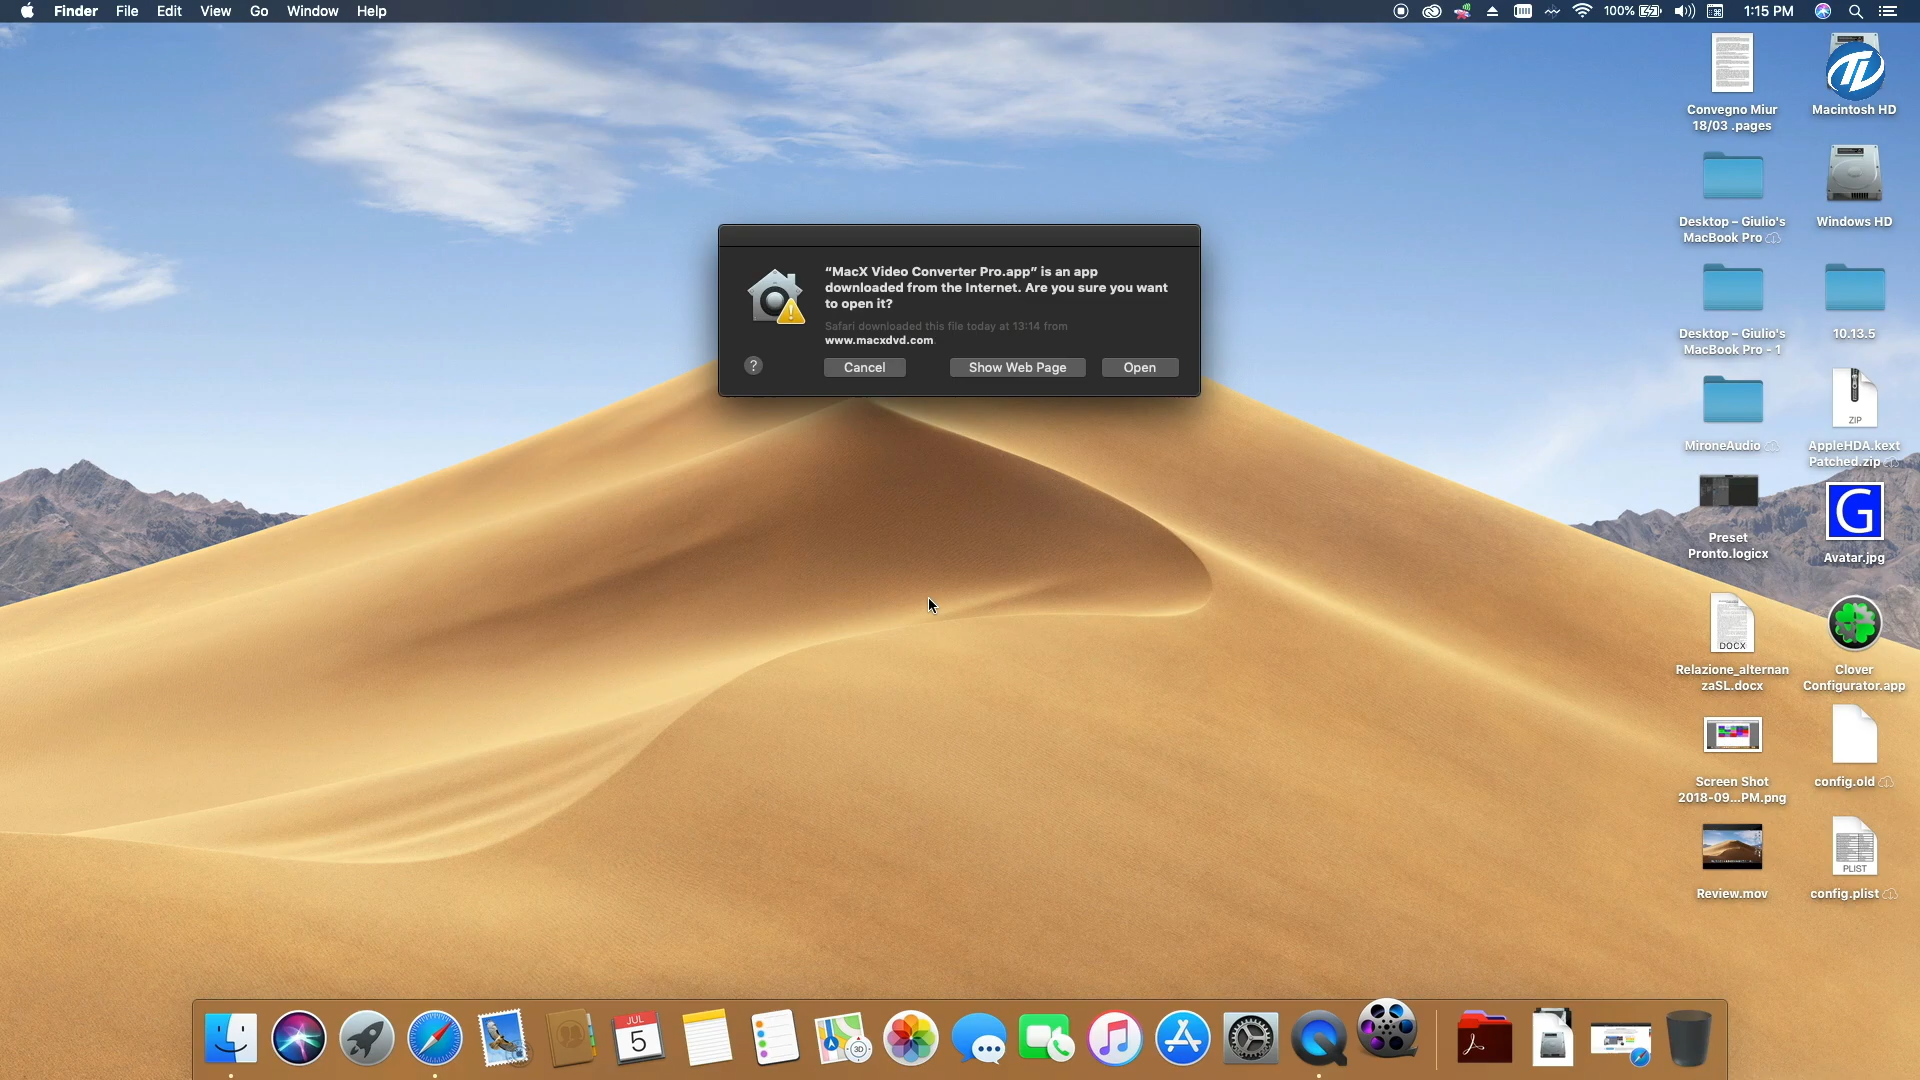 Finder File Edit View Go Window Help
100% 1:15 PM
“MacX Video Converter Pro.app” is an app
downloaded from the Internet. Are you sure you want
to open it?
Safari downloaded this file today at 13:14 from
www.macxdvd.com.
?
Cancel
Show Web Page
Open
Convegno Miur
18/03 .pages
Macintosh HD
Desktop – Giulio's
MacBook Pro
Windows HD
Desktop – Giulio's
MacBook Pro - 1
10.13.5
MironeAudio
ZIP
AppleHDA.kext
Patched.zip
Preset
Pronto.logicx
G
Avatar.jpg
DOCX
Relazione_alternan
zaSL.docx
Clover
Configurator.app
Screen Shot
2018-09...PM.png
config.old
Review.mov
PLIST
config.plist
JUL
5
3D